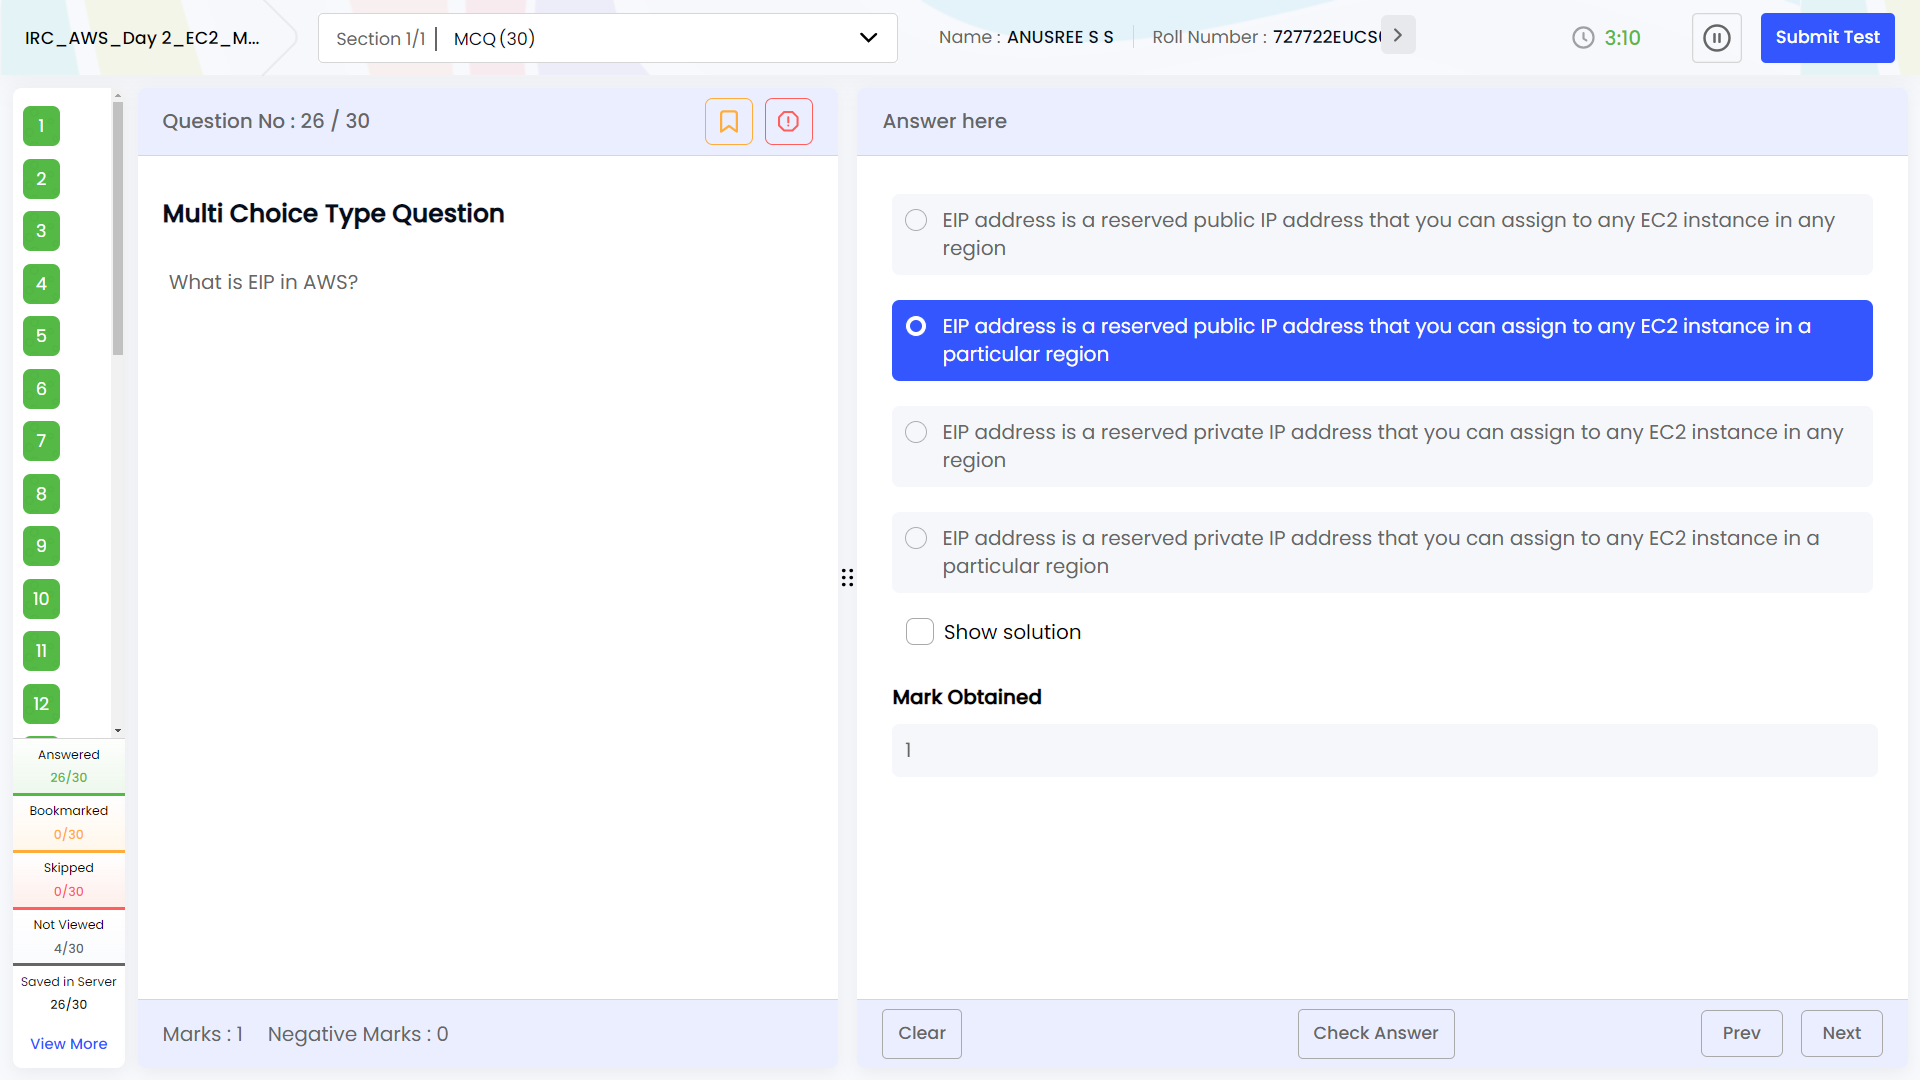 IRC_AWS_Day 2_EC2_M...
Section 1/1 | MCQ (30)
Name : ANUSREE S S
Roll Number : 727722EUCS
3:10
Submit Test
1
2
3
4
5
6
7
8
9
10
11
12
Answered
26/30
Bookmarked
0/30
Skipped
0/30
Not Viewed
4/30
Saved in Server
26/30
View More
Question No : 26 / 30
Multi Choice Type Question
What is EIP in AWS?
Marks : 1 Negative Marks : 0
Answer here
EIP address is a reserved public IP address that you can assign to any EC2 instance in any
region
EIP address is a reserved public IP address that you can assign to any EC2 instance in a
particular region
EIP address is a reserved private IP address that you can assign to any EC2 instance in any
region
EIP address is a reserved private IP address that you can assign to any EC2 instance in a
particular region
Show solution
Mark Obtained
1
Clear
Check Answer
Prev
Next